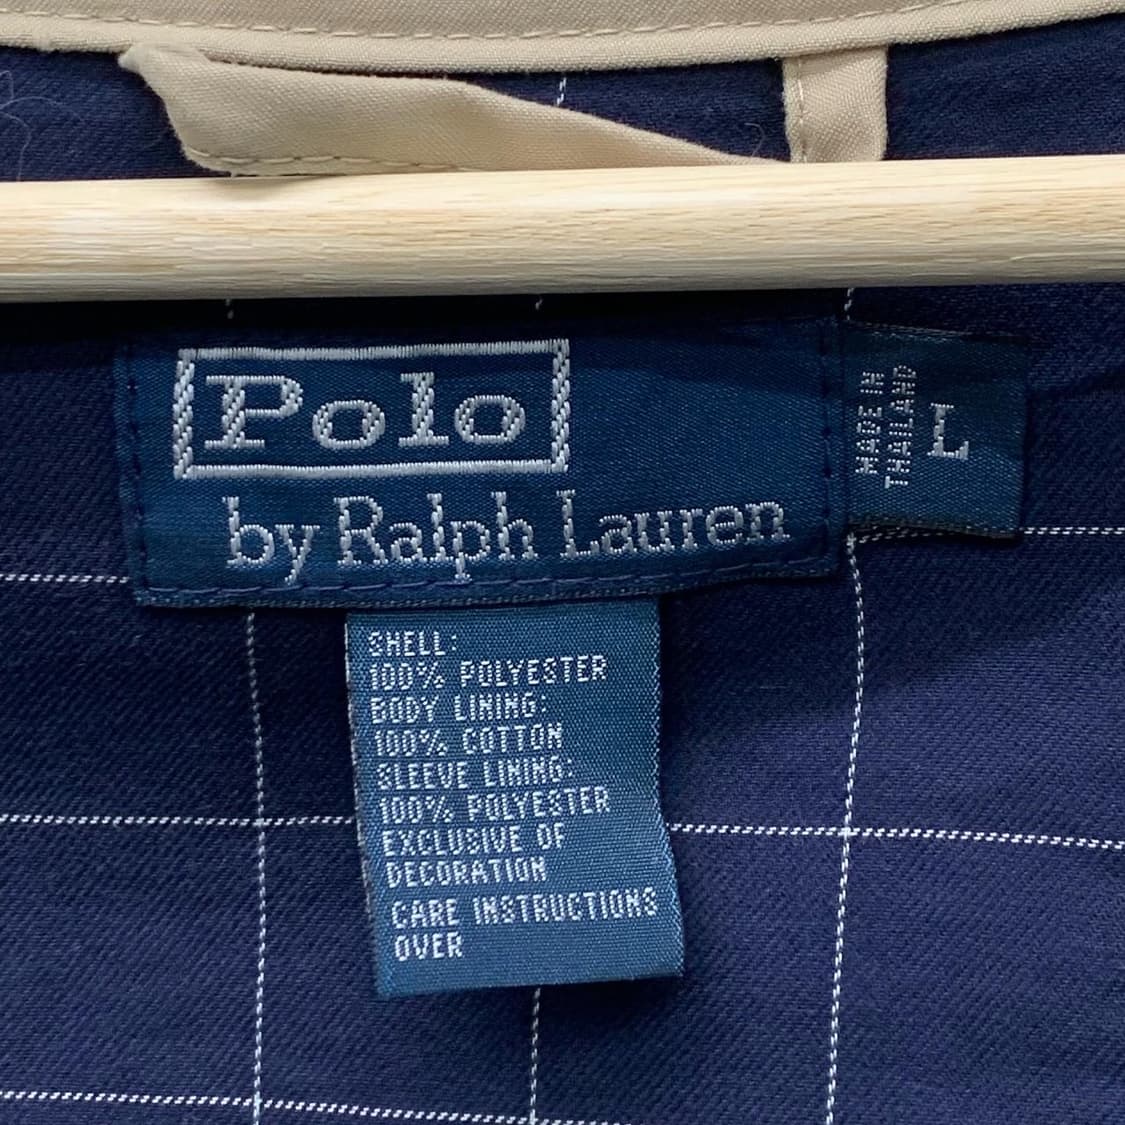 Polo
by Ralph Lauren
MADE IN
THAILAND
L
SHELL:
100% POLYESTER
BODY LINING:
100% COTTON
SLEEVE LINING:
100% POLYESTER
EXCLUSIVE OF
DECORATION
CARE INSTRUCTIONS
OVER